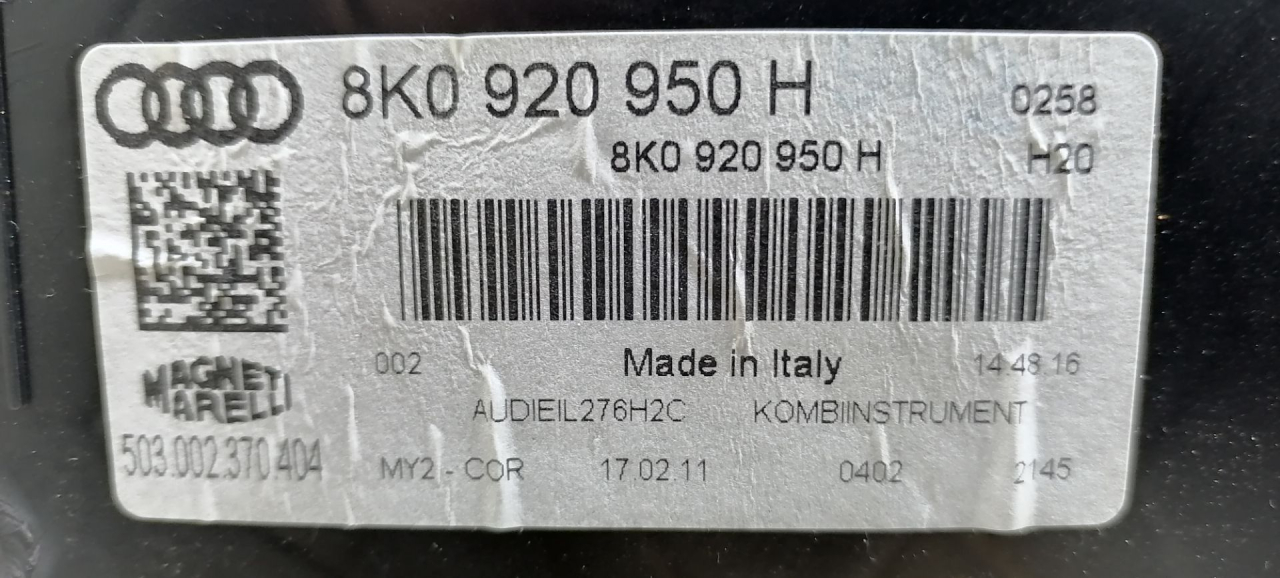 8K0 920 950 H 0258
8K0 920 950 H H20
002 Made in Italy 14.48.16
MAGNETI
MARELLI
AUDIEIL276H2C KOMBIINSTRUMENT
503.002.370.404 MY2 - COR 17.02.11 0402 2145